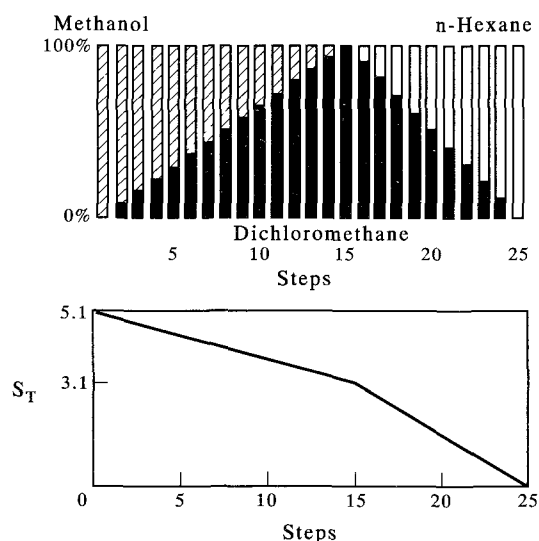 Methanol n-Hexane
100%
0%
Dichloromethane
5 10 15 20 25
Steps
5.1
3.1
S_T
0 5 10 15 20 25
Steps